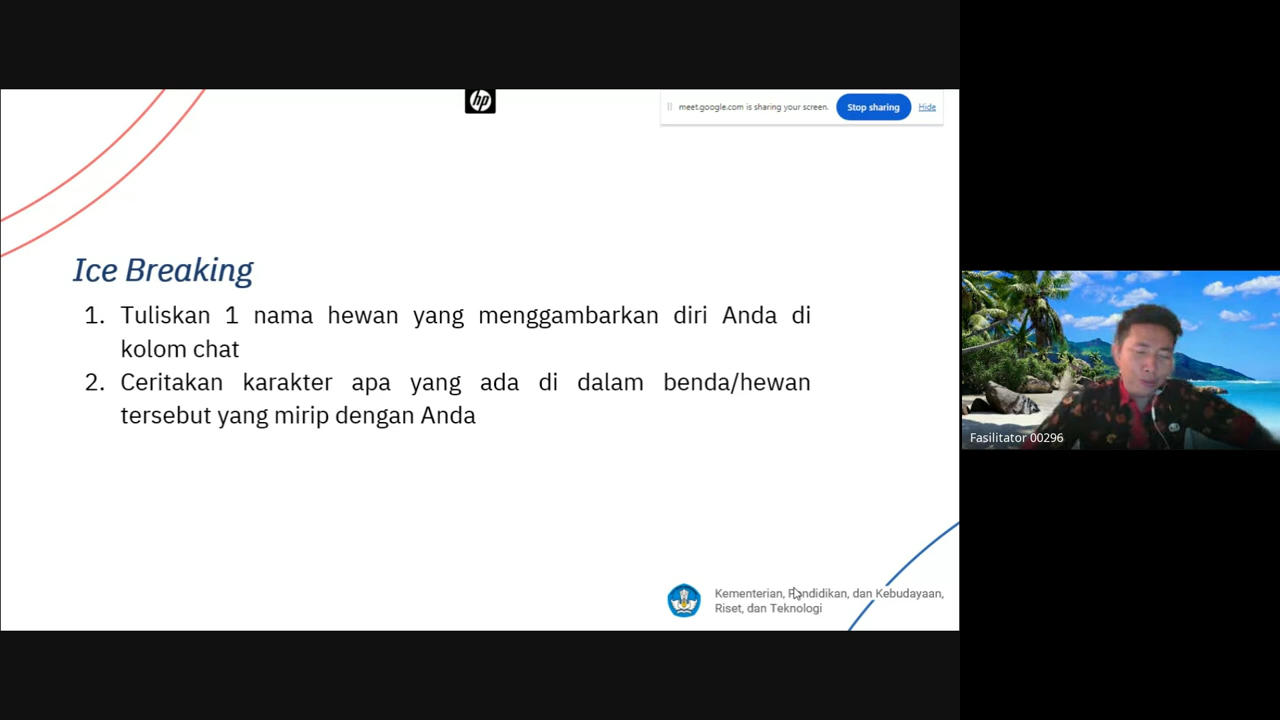 hp
meet.google.com is sharing your screen. Stop sharing Hide
Ice Breaking
1. Tuliskan 1 nama hewan yang menggambarkan diri Anda di
kolom chat
2. Ceritakan karakter apa yang ada di dalam benda/hewan
tersebut yang mirip dengan Anda
Fasilitator 00296
Kementerian, Pendidikan, dan Kebudayaan,
Riset, dan Teknologi